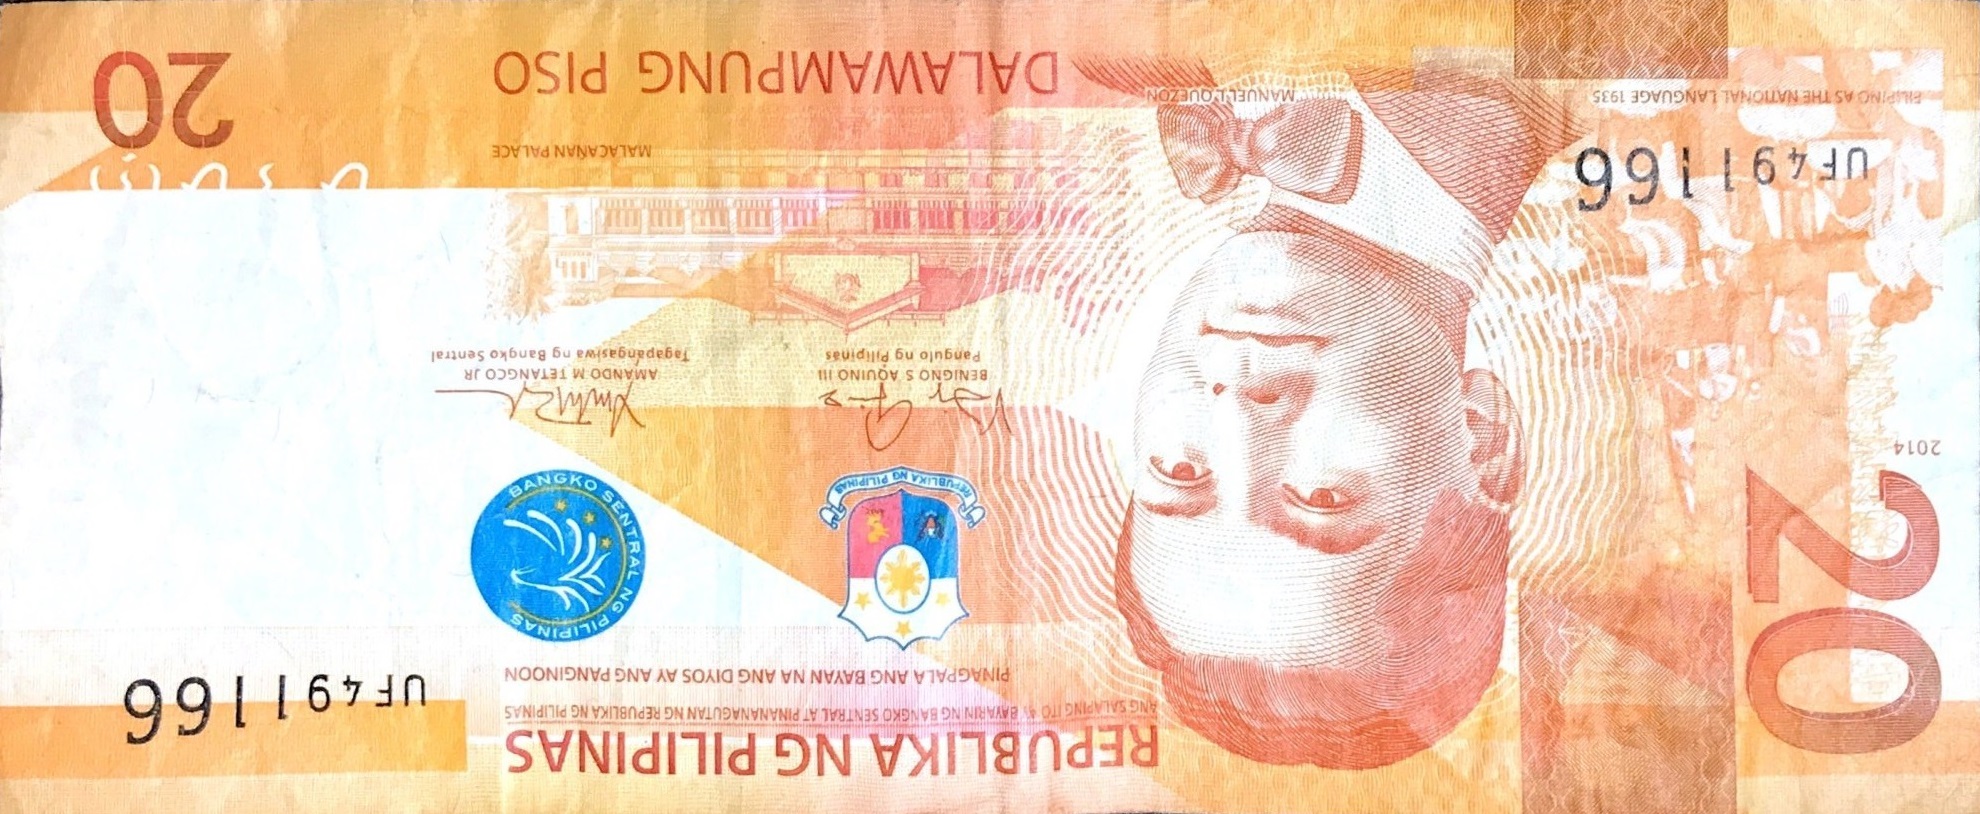 REPUBLIKA NG PILIPINAS
ANG SALAPING ITO AY BAYARIN NG BANGKO SENTRAL AT PINANANAGUTAN NG REPUBLIKA NG PILIPINAS
PINAGPALA ANG BAYAN NA ANG DIYOS AY ANG PANGINOON
UF491166
20
2014
REPUBLIKA NG PILIPINAS
BANGKO SENTRAL NG PILIPINAS
BENIGNO S AQUINO III
Pangulo ng Pilipinas
AMANDO M TETANGCO JR
Tagapangasiwa ng Bangko Sentral
UF491166
FILIPINO AS THE NATIONAL LANGUAGE 1935
MANUEL L. QUEZON
MALACAÑAN PALACE
DALAWAMPUNG PISO
20